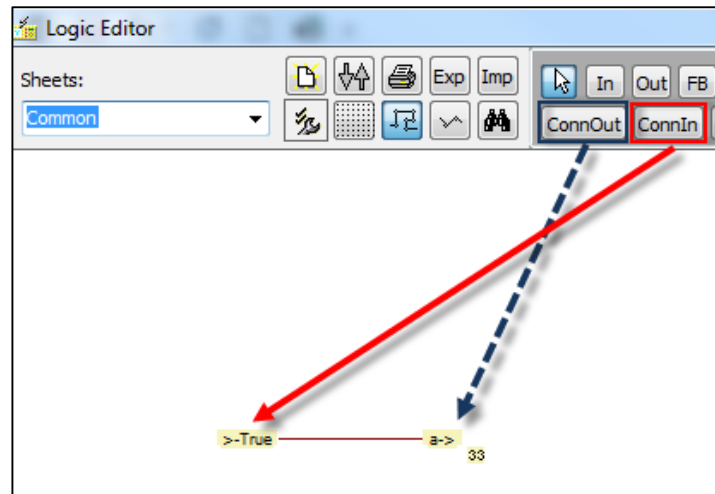 Logic Editor
Sheets:
Exp Imp
In Out FB
Common
ConnOut ConnIn
>-True
a->
33